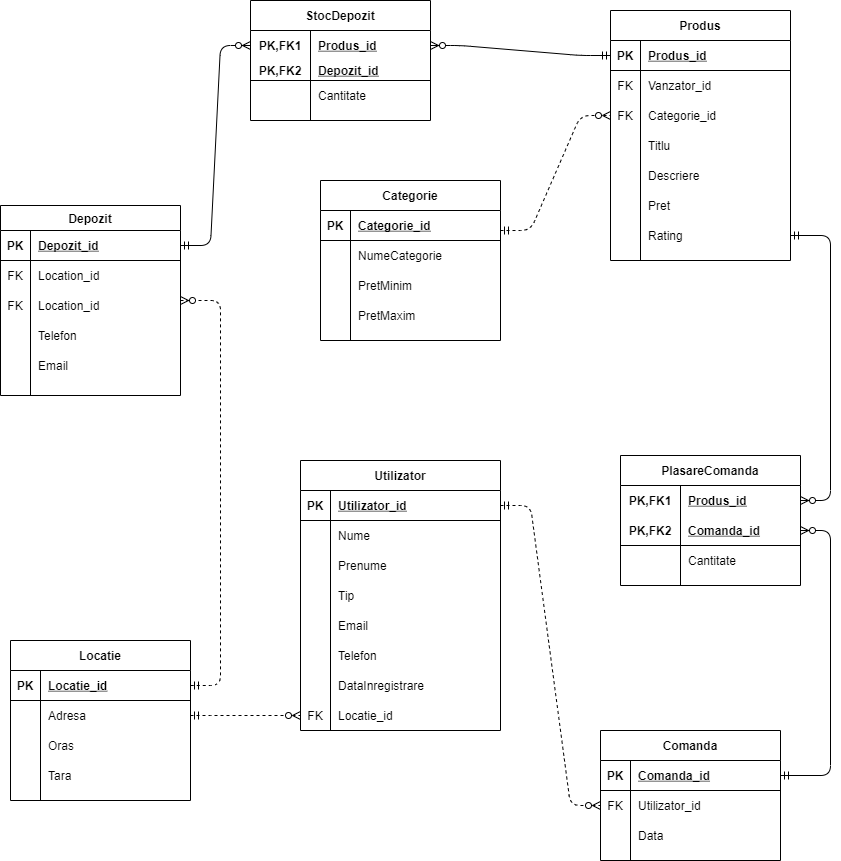 StocDepozit
PK,FK1 Produs_id
PK,FK2 Depozit_id
Cantitate
Produs
PK Produs_id
FK Vanzator_id
FK Categorie_id
Titlu
Descriere
Pret
Rating
Categorie
PK Categorie_id
NumeCategorie
PretMinim
PretMaxim
Depozit
PK Depozit_id
FK Location_id
FK Location_id
Telefon
Email
Utilizator
PK Utilizator_id
Nume
Prenume
Tip
Email
Telefon
DataInregistrare
FK Locatie_id
PlasareComanda
PK,FK1 Produs_id
PK,FK2 Comanda_id
Cantitate
Locatie
PK Locatie_id
Adresa
Oras
Tara
Comanda
PK Comanda_id
FK Utilizator_id
Data